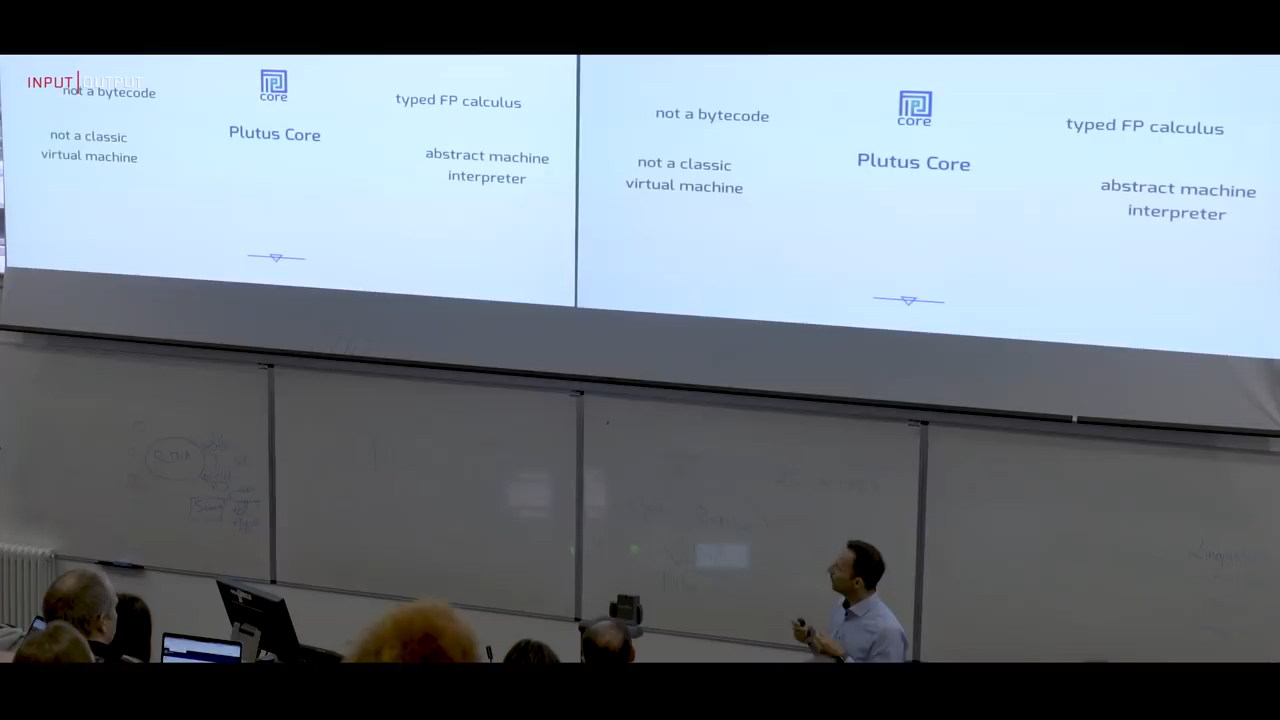 INPUT|OUTPUT
not a bytecode
core
typed FP calculus
not a classic
virtual machine
Plutus Core
abstract machine
interpreter
not a bytecode
core
typed FP calculus
not a classic
virtual machine
Plutus Core
abstract machine
interpreter